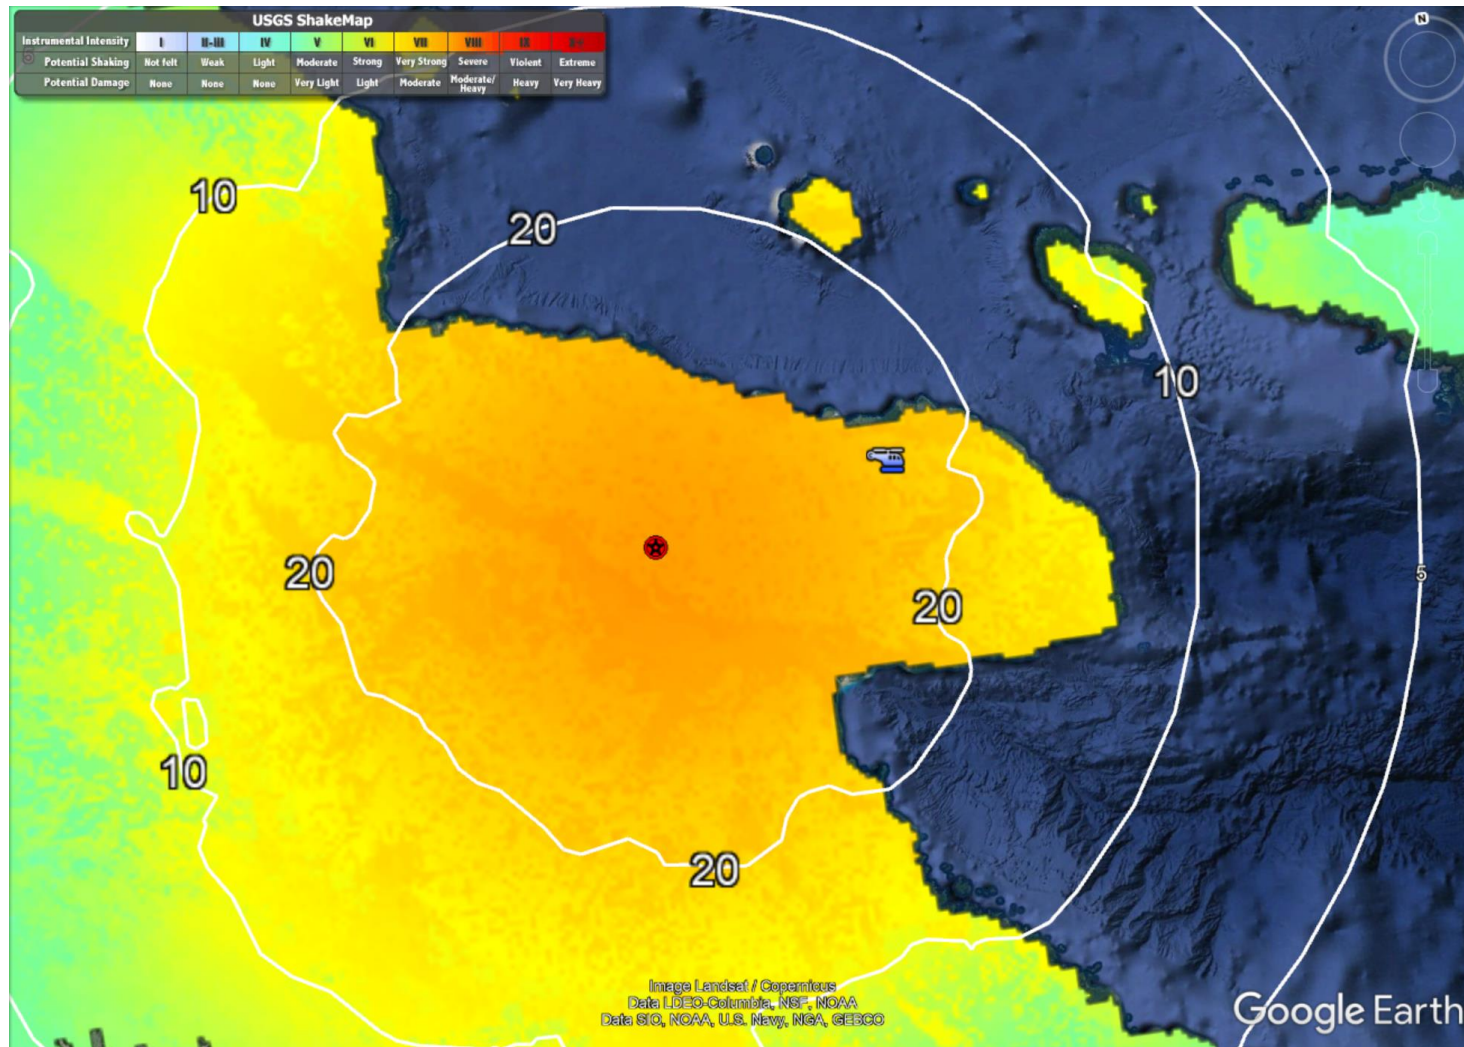 USGS ShakeMap
Instrumental Intensity I II-III IV V VI VII VIII IX X+
Potential Shaking Not felt Weak Light Moderate Strong Very Strong Severe Violent Extreme
Potential Damage None None None Very Light Light Moderate Moderate/ Heavy Heavy Very Heavy
N
10
20
10
20
5
20
10
20
Image Landsat / Copernicus
Data LDEO-Columbia, NSF, NOAA
Data SIO, NOAA, U.S. Navy, NGA, GEBCO
Google Earth